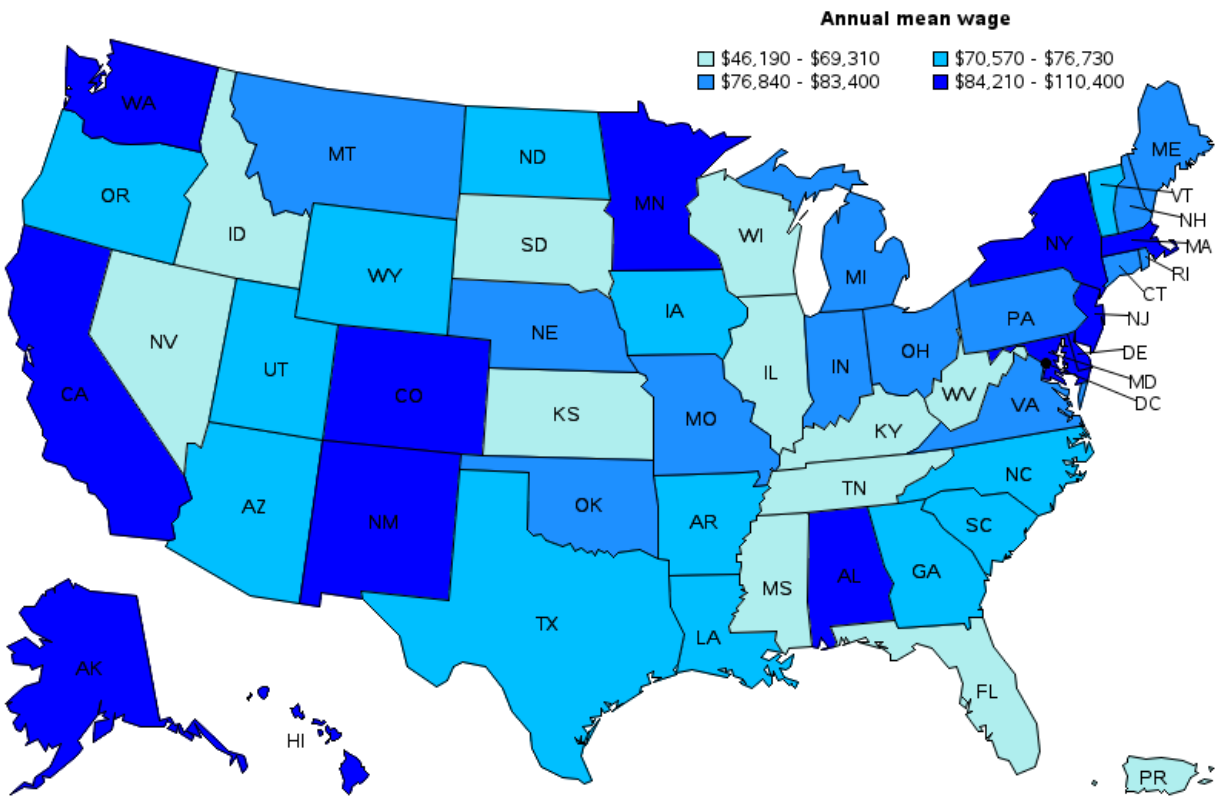 Annual mean wage
$46,190 - $69,310
$70,570 - $76,730
$76,840 - $83,400
$84,210 - $110,400
WA
MT
ND
MN
ME
OR
ID
SD
WI
VT
NH
WY
NY
MA
MI
RI
IA
CT
NE
PA
NJ
NV
UT
IL
IN
OH
DE
MD
CO
CA
WV
VA
DC
KS
MO
KY
AZ
NM
OK
AR
TN
NC
SC
MS
AL
GA
TX
LA
AK
FL
HI
PR